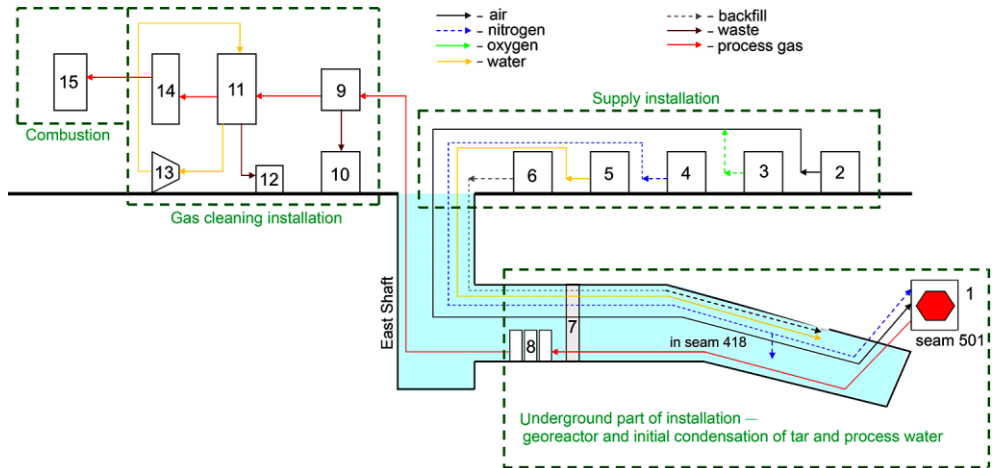 – air
– nitrogen
– oxygen
– water
– backfill
– waste
– process gas
15
14
11
9
Combustion
13
12
10
Gas cleaning installation
Supply installation
6
5
4
3
2
East Shaft
7
8
in seam 418
1
seam 501
Underground part of installation –
georeactor and initial condensation of tar and process water